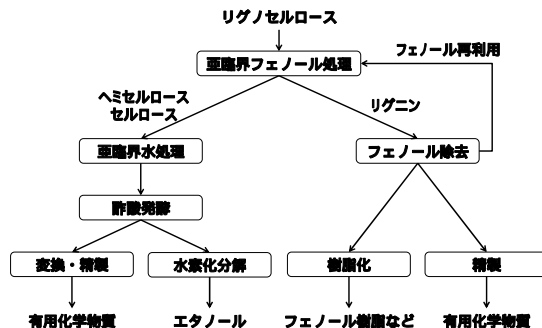 リグノセルロース
フェノール再利用
亜臨界フェノール処理
ヘミセルロース
セルロース
リグニン
亜臨界水処理
フェノール除去
酢酸発酵
変換・精製
水素化分解
樹脂化
精製
有用化学物質
エタノール
フェノール樹脂など
有用化学物質